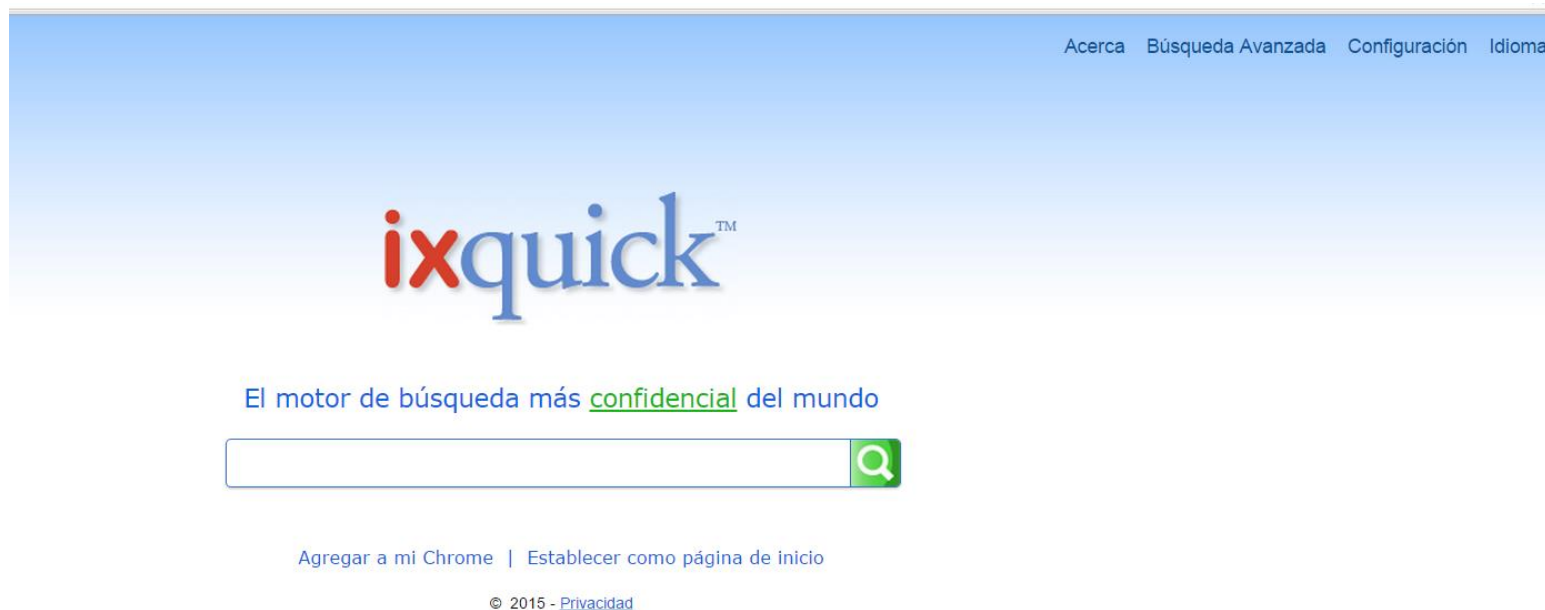 Acerca Búsqueda Avanzada Configuración Idioma
ixquick™
El motor de búsqueda más confidencial del mundo
Agregar a mi Chrome | Establecer como página de inicio
© 2015 - Privacidad